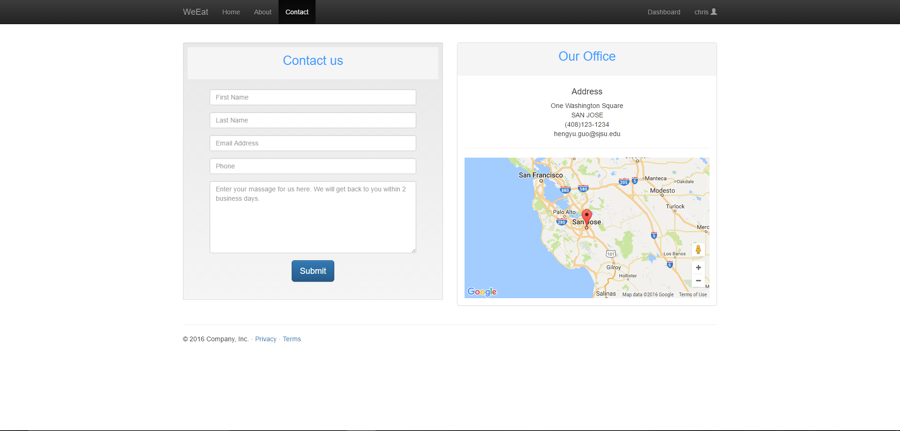 WeEat Home About Contact Dashboard chris
Contact us
First Name
Last Name
Email Address
Phone
Enter your massage for us here. We will get back to you within 2
business days.
Submit
Our Office
Address
One Washington Square
SAN JOSE
(408)123-1234
hengyu.guo@sjsu.edu
San Francisco
Manteca
Oakdale
Modesto
Palo Alto
Turlock
San Jose
Merc
101
Los Banos
Gilroy
Hollister
Salinas
Google
Map data ©2016 Google Terms of Use
© 2016 Company, Inc. · Privacy · Terms